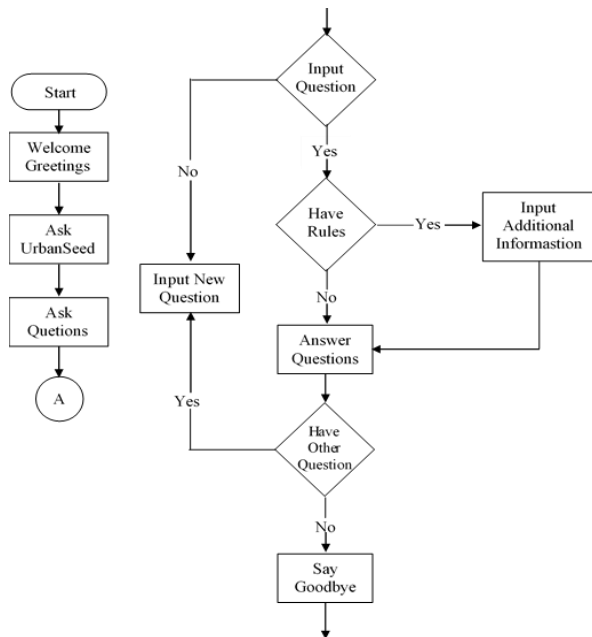 Start
Welcome
Greetings
Ask
UrbanSeed
Ask
Quetions
A
Input
Question
No
Yes
Have
Rules
Yes
Input
Additional
Informastion
Input New
Question
No
Answer
Questions
Yes
Have
Other
Question
No
Say
Goodbye